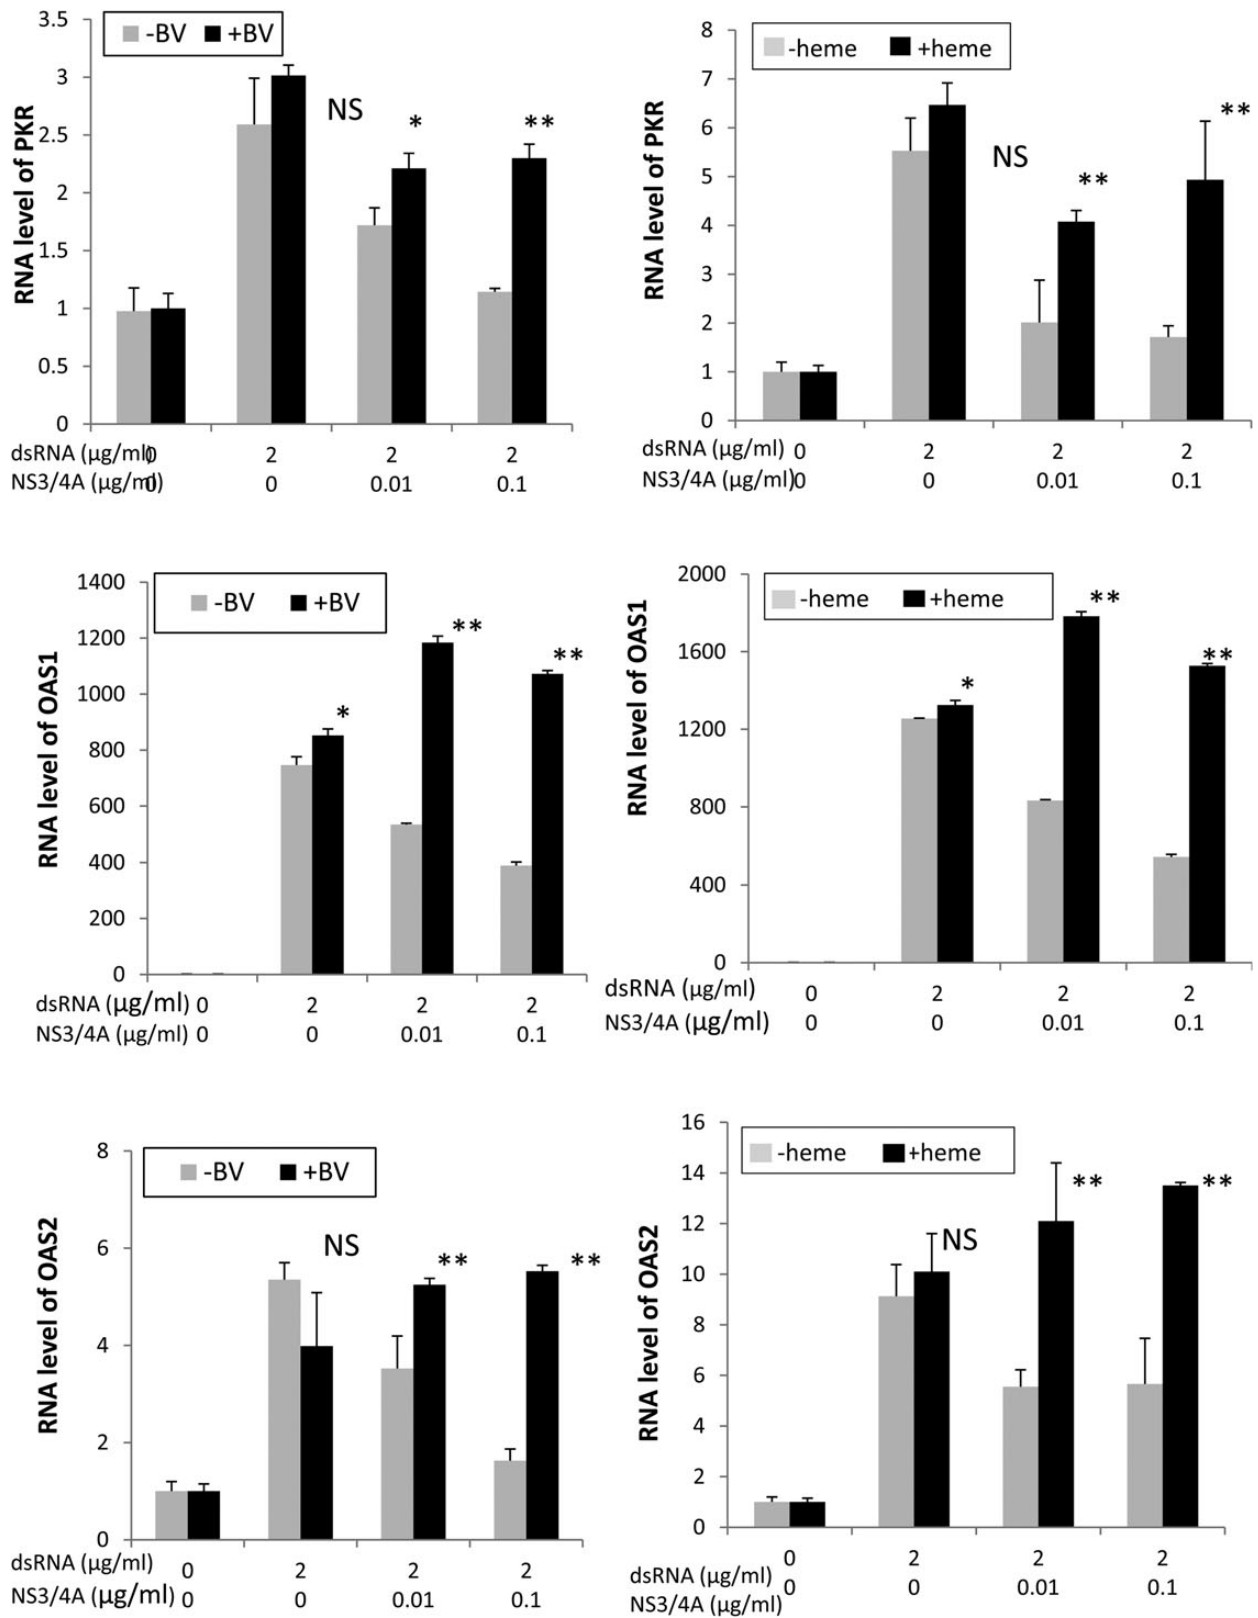 -BV +BV
3.5
3
2.5
2
1.5
1
0.5
0
RNA level of PKR
NS
*
**
dsRNA (µg/ml) 0 2 2 2
NS3/4A (µg/ml) 0 0 0.01 0.1
-heme +heme
8
7
6
5
4
3
2
1
0
RNA level of PKR
NS
**
**
dsRNA (µg/ml) 0 2 2 2
NS3/4A (µg/ml) 0 0 0.01 0.1
-BV +BV
1400
1200
1000
800
600
400
200
0
RNA level of OAS1
*
**
**
dsRNA (µg/ml) 0 2 2 2
NS3/4A (µg/ml) 0 0 0.01 0.1
-heme +heme
2000
1600
1200
800
400
0
RNA level of OAS1
*
**
**
dsRNA (µg/ml) 0 2 2 2
NS3/4A (µg/ml) 0 0 0.01 0.1
-BV +BV
8
6
4
2
0
RNA level of OAS2
NS
**
**
dsRNA (µg/ml) 0 2 2 2
NS3/4A (µg/ml) 0 0 0.01 0.1
-heme +heme
16
14
12
10
8
6
4
2
0
RNA level of OAS2
NS
**
**
dsRNA (µg/ml) 0 2 2 2
NS3/4A (µg/ml) 0 0 0.01 0.1